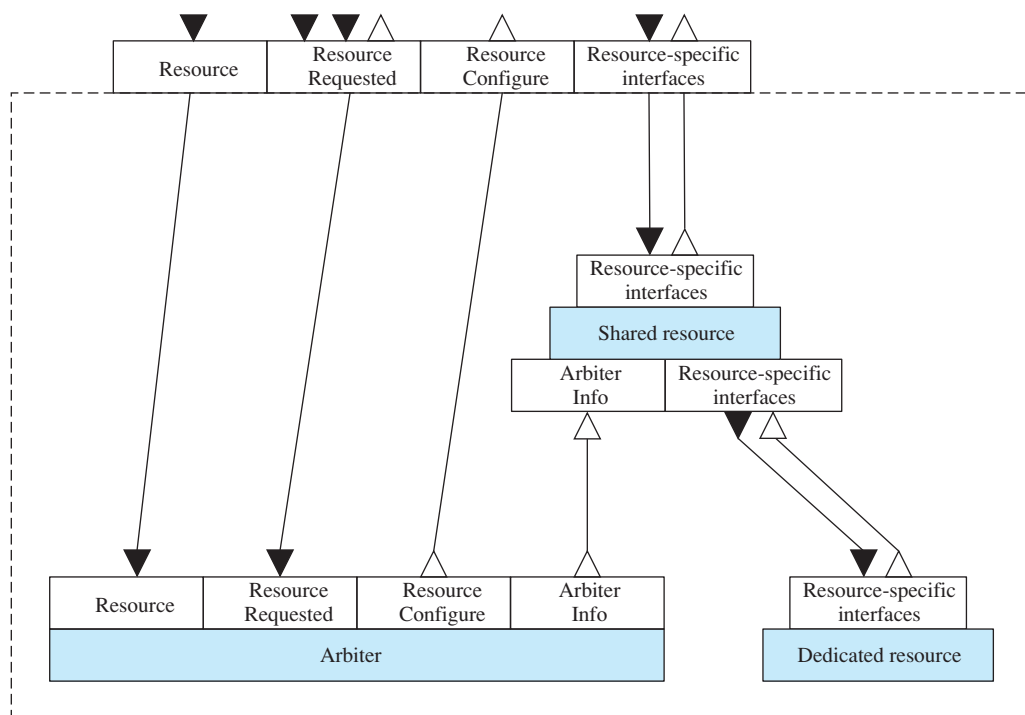 Resource
Resource
Requested
Resource
Configure
Resource-specific
interfaces
Resource-specific
interfaces
Shared resource
Arbiter
Info
Resource-specific
interfaces
Resource
Resource
Requested
Resource
Configure
Arbiter
Info
Resource-specific
interfaces
Arbiter
Dedicated resource